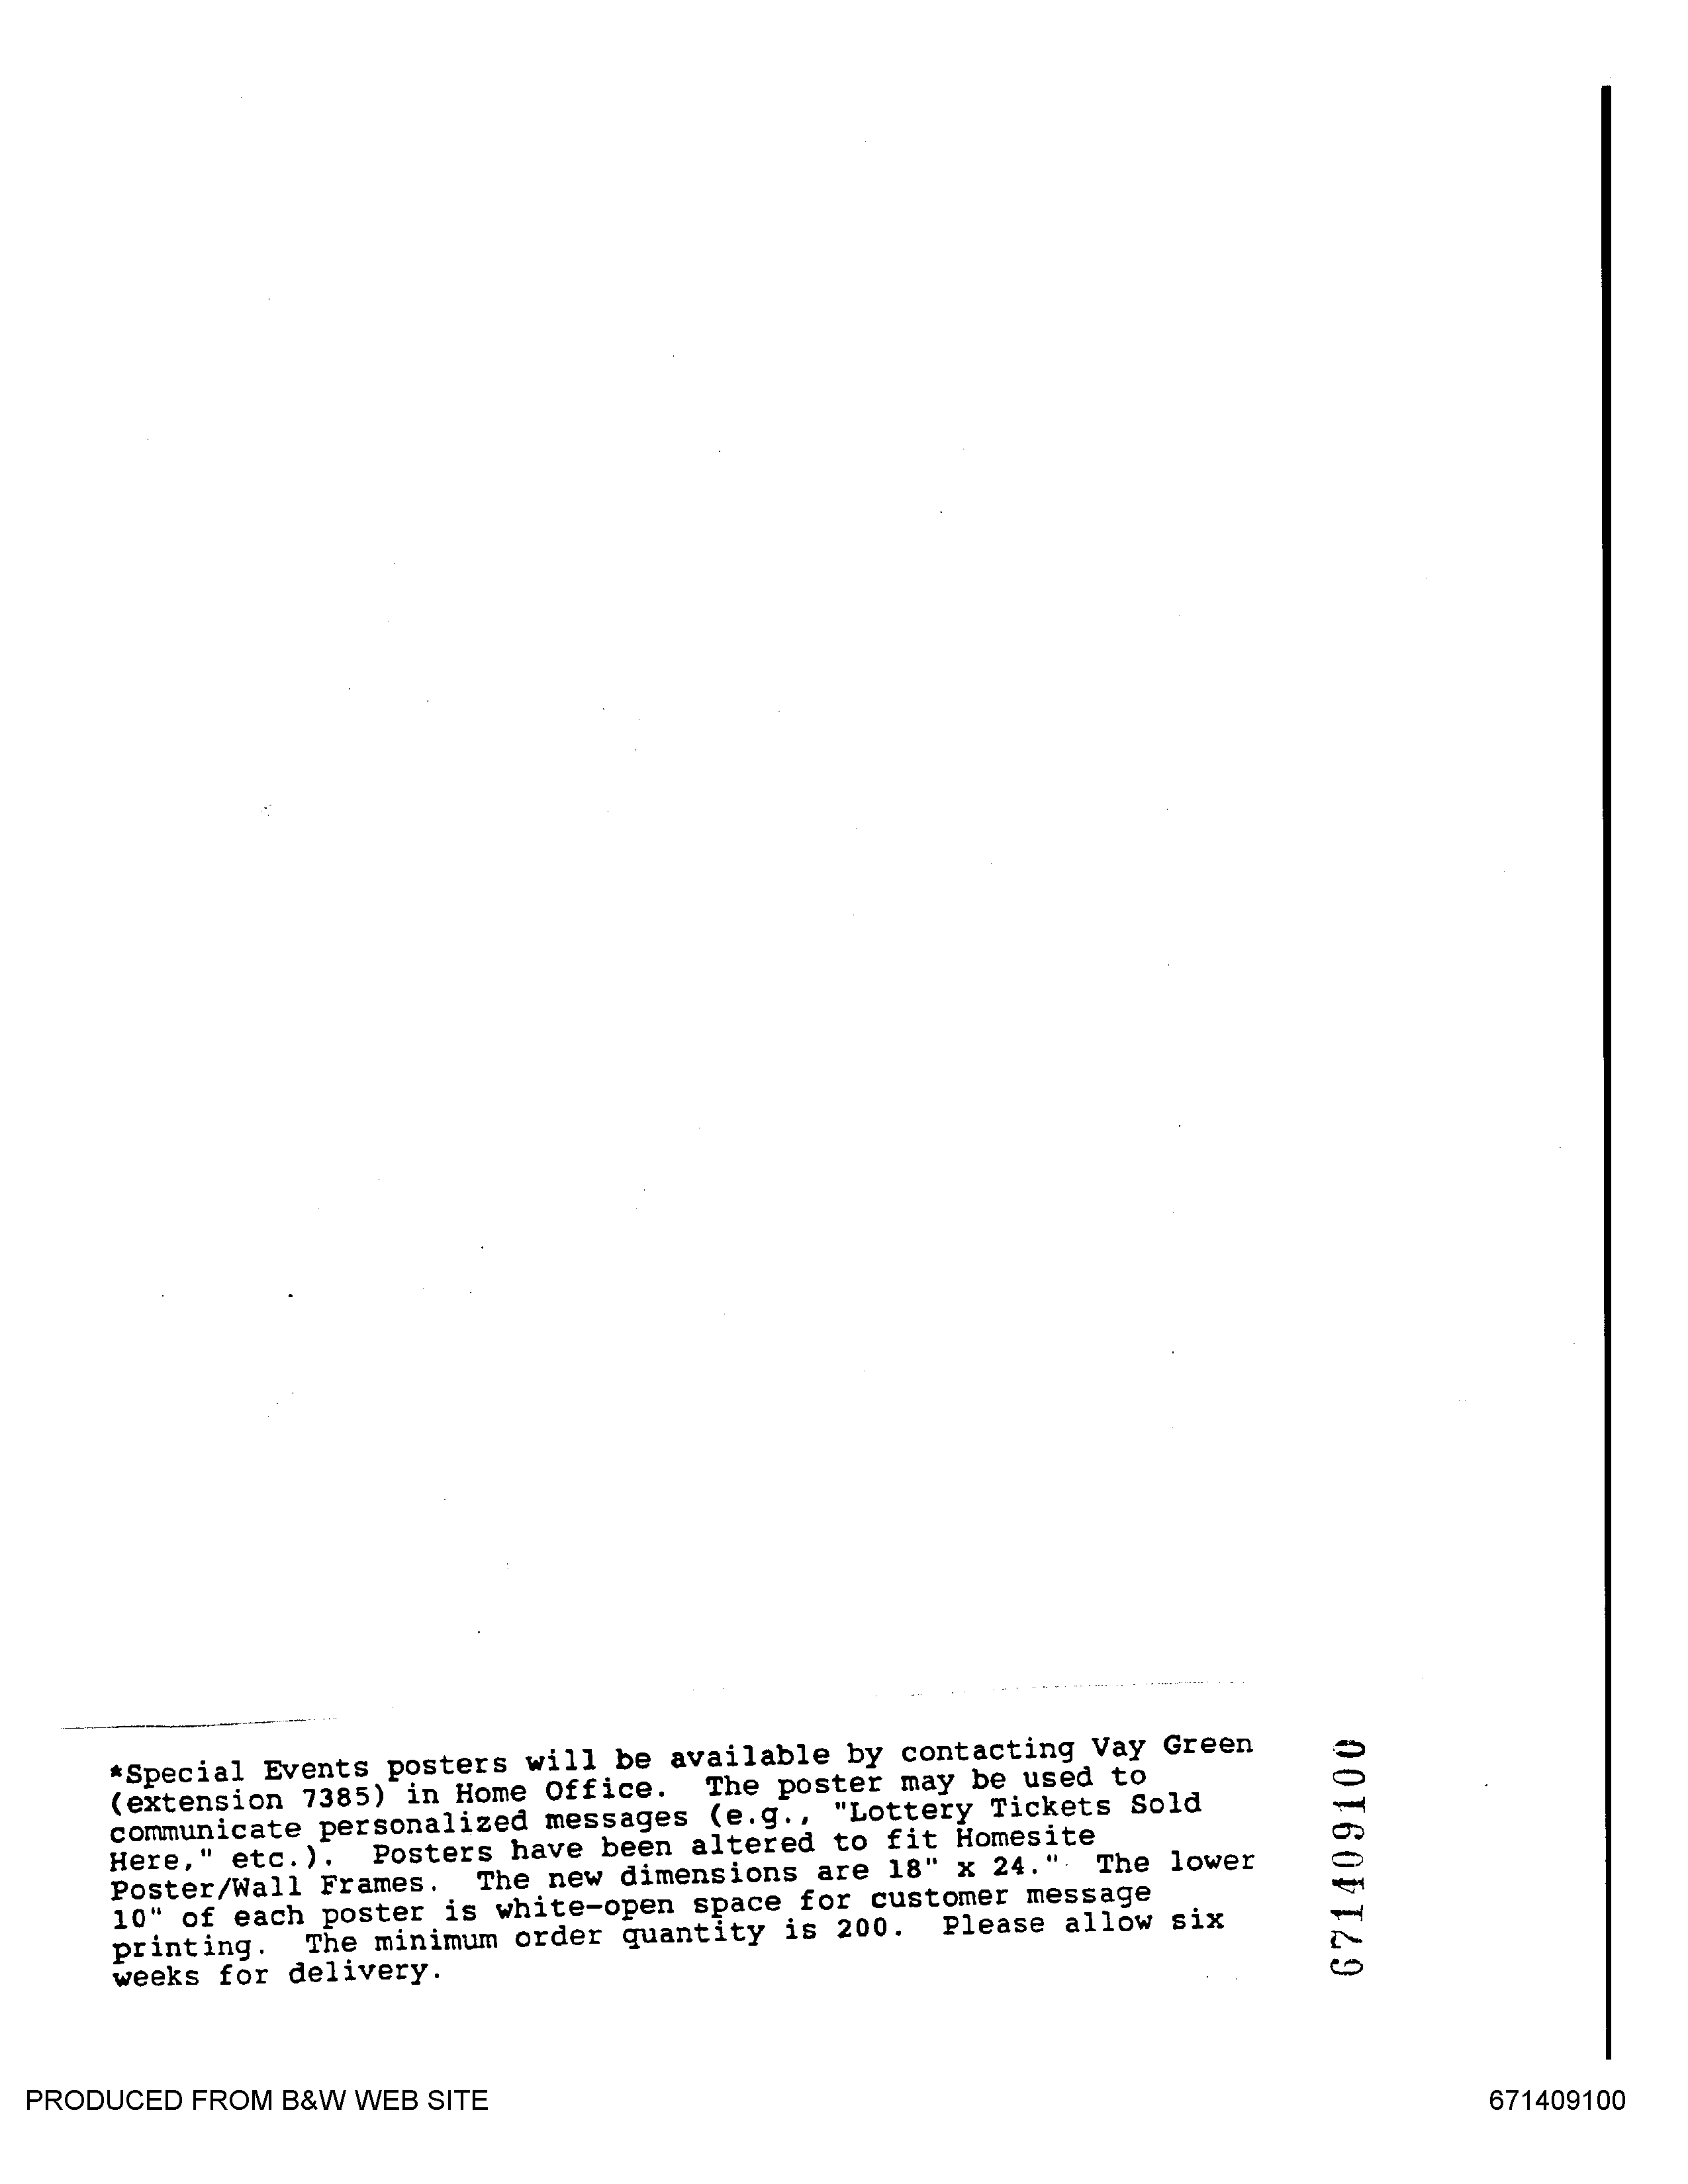 *Special Events posters will be available by contacting Vay Green
(extension 7385) in Home Office.  The poster may be used to
communicate personalized messages (e.g., "Lottery Tickets Sold
Here," etc.).  Posters have been altered to fit Homesite
Poster/Wall Frames.  The new dimensions are 18" x 24."  The lower
10" of each poster is white-open space for customer message
printing.  The minimum order quantity is 200.  Please allow six
weeks for delivery.
671409100
PRODUCED FROM B&W WEB SITE
671409100